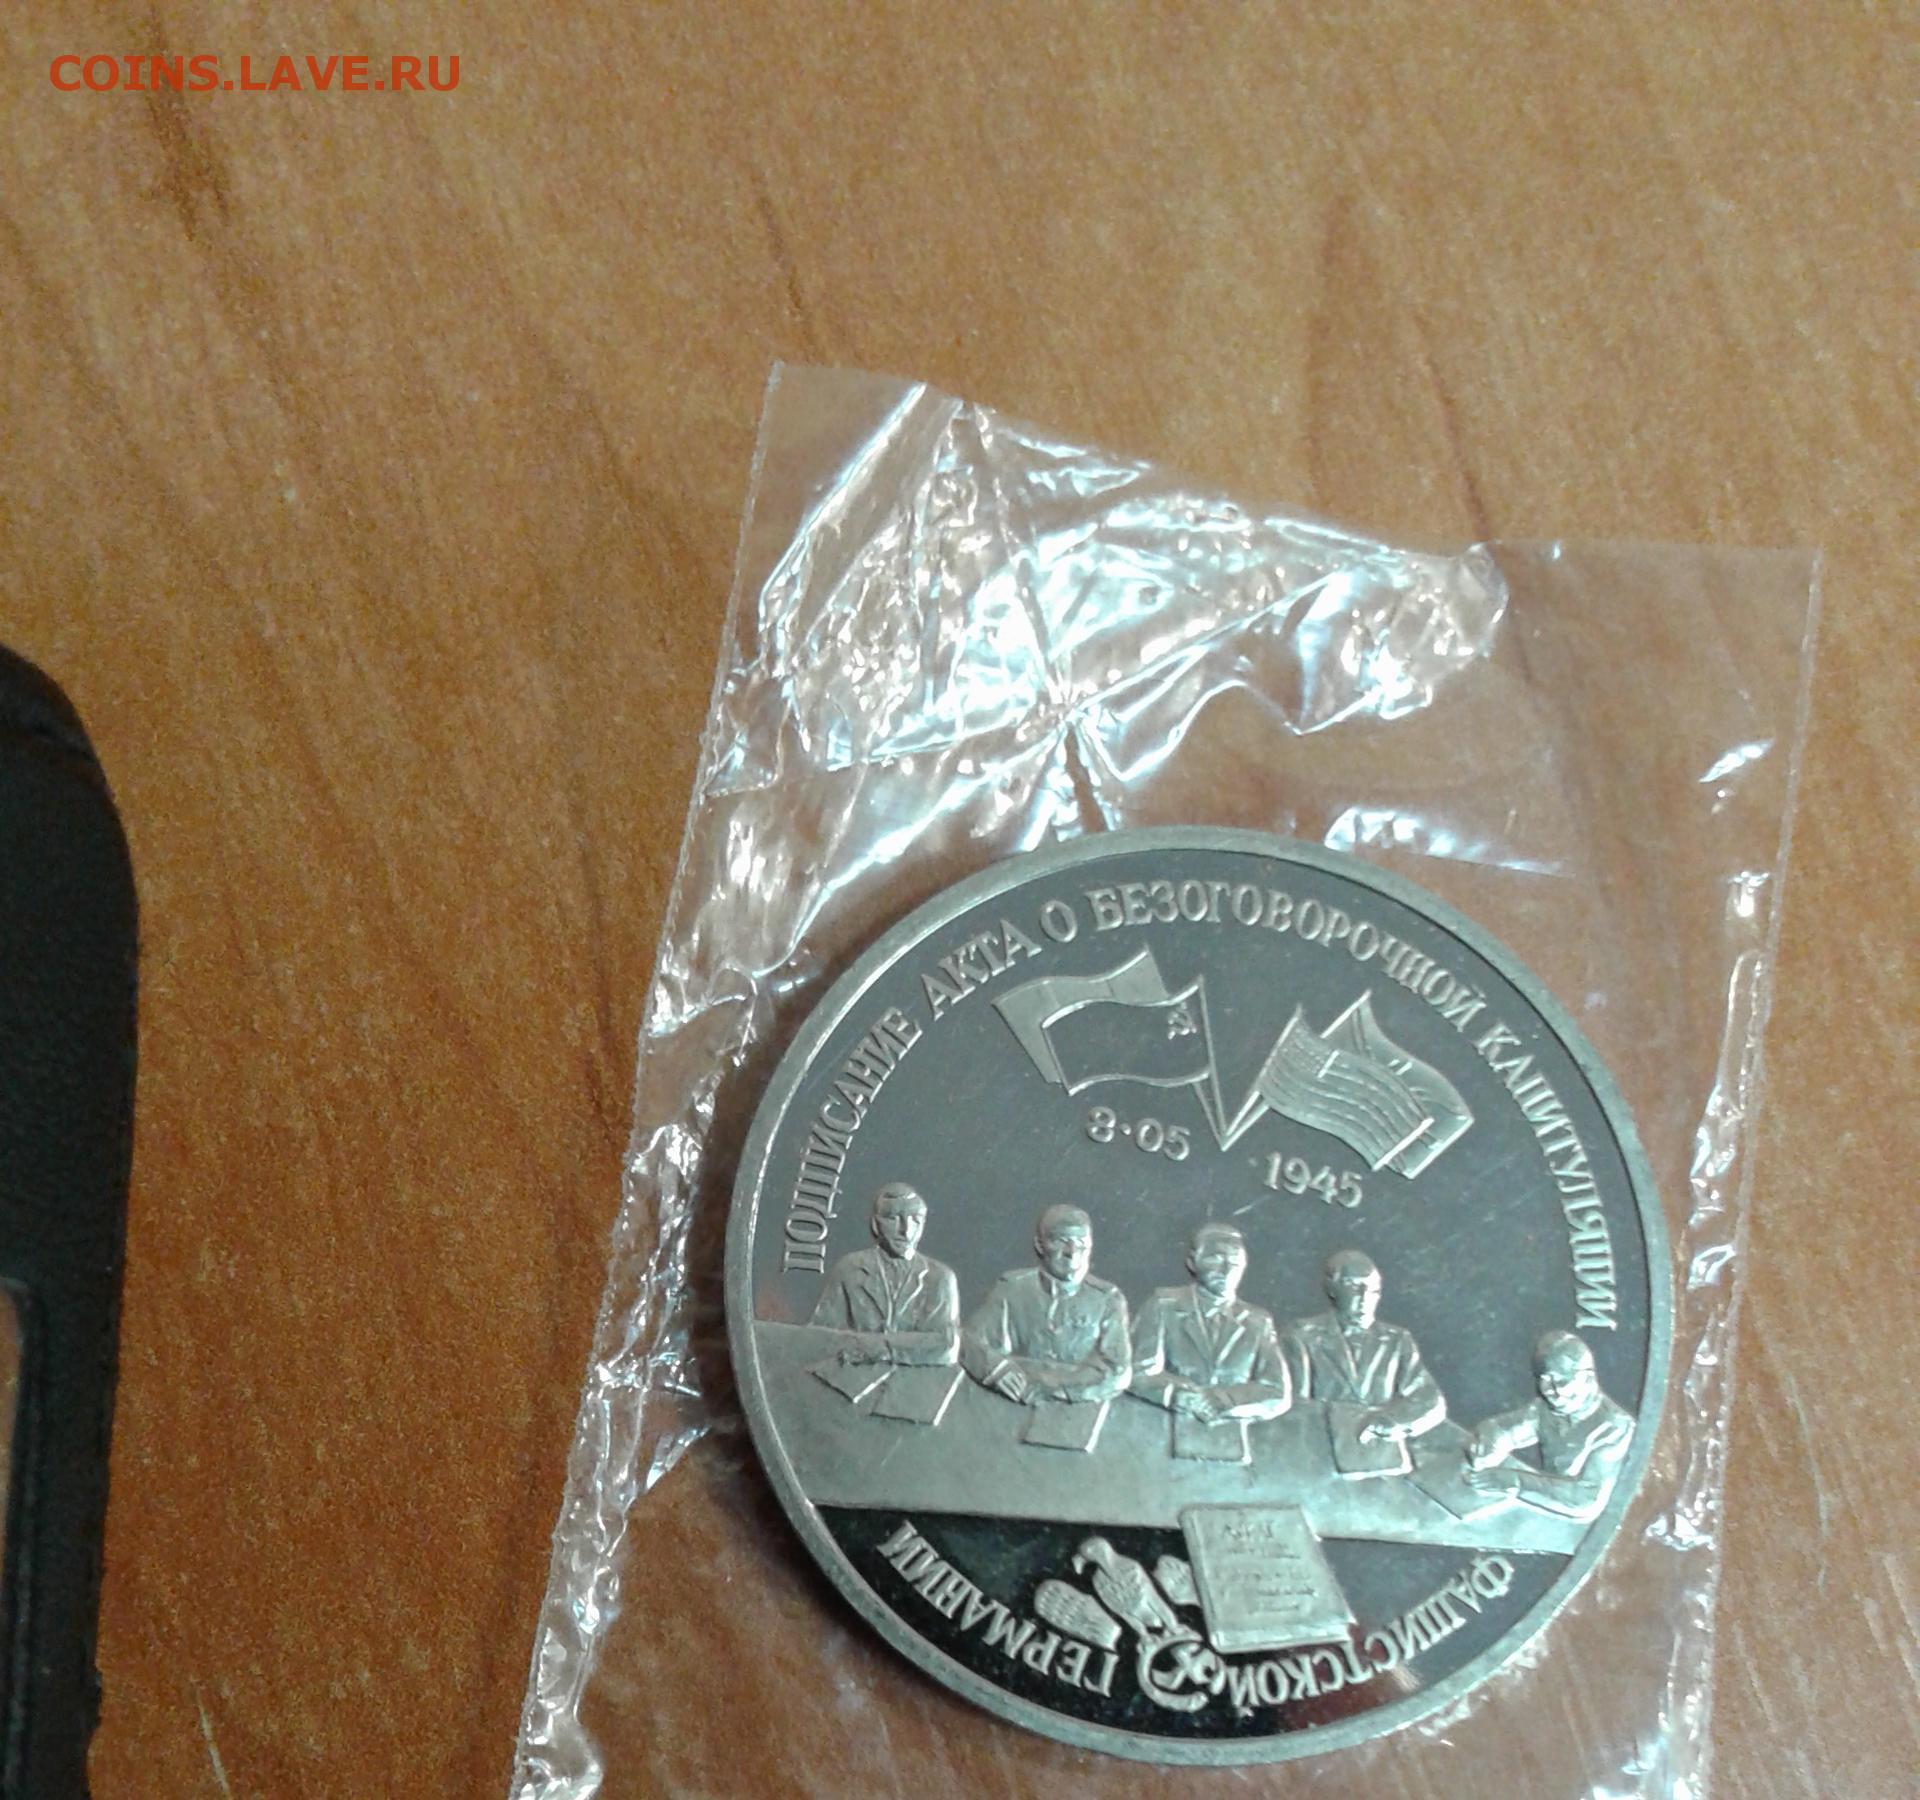 COINS.LAVE.RU
ПОДПИСАНИЕ АКТА О БЕЗОГОВОРОЧНОЙ КАПИТУЛЯЦИИ
8·05
1945
ФАШИСТСКОЙ ГЕРМАНИИ